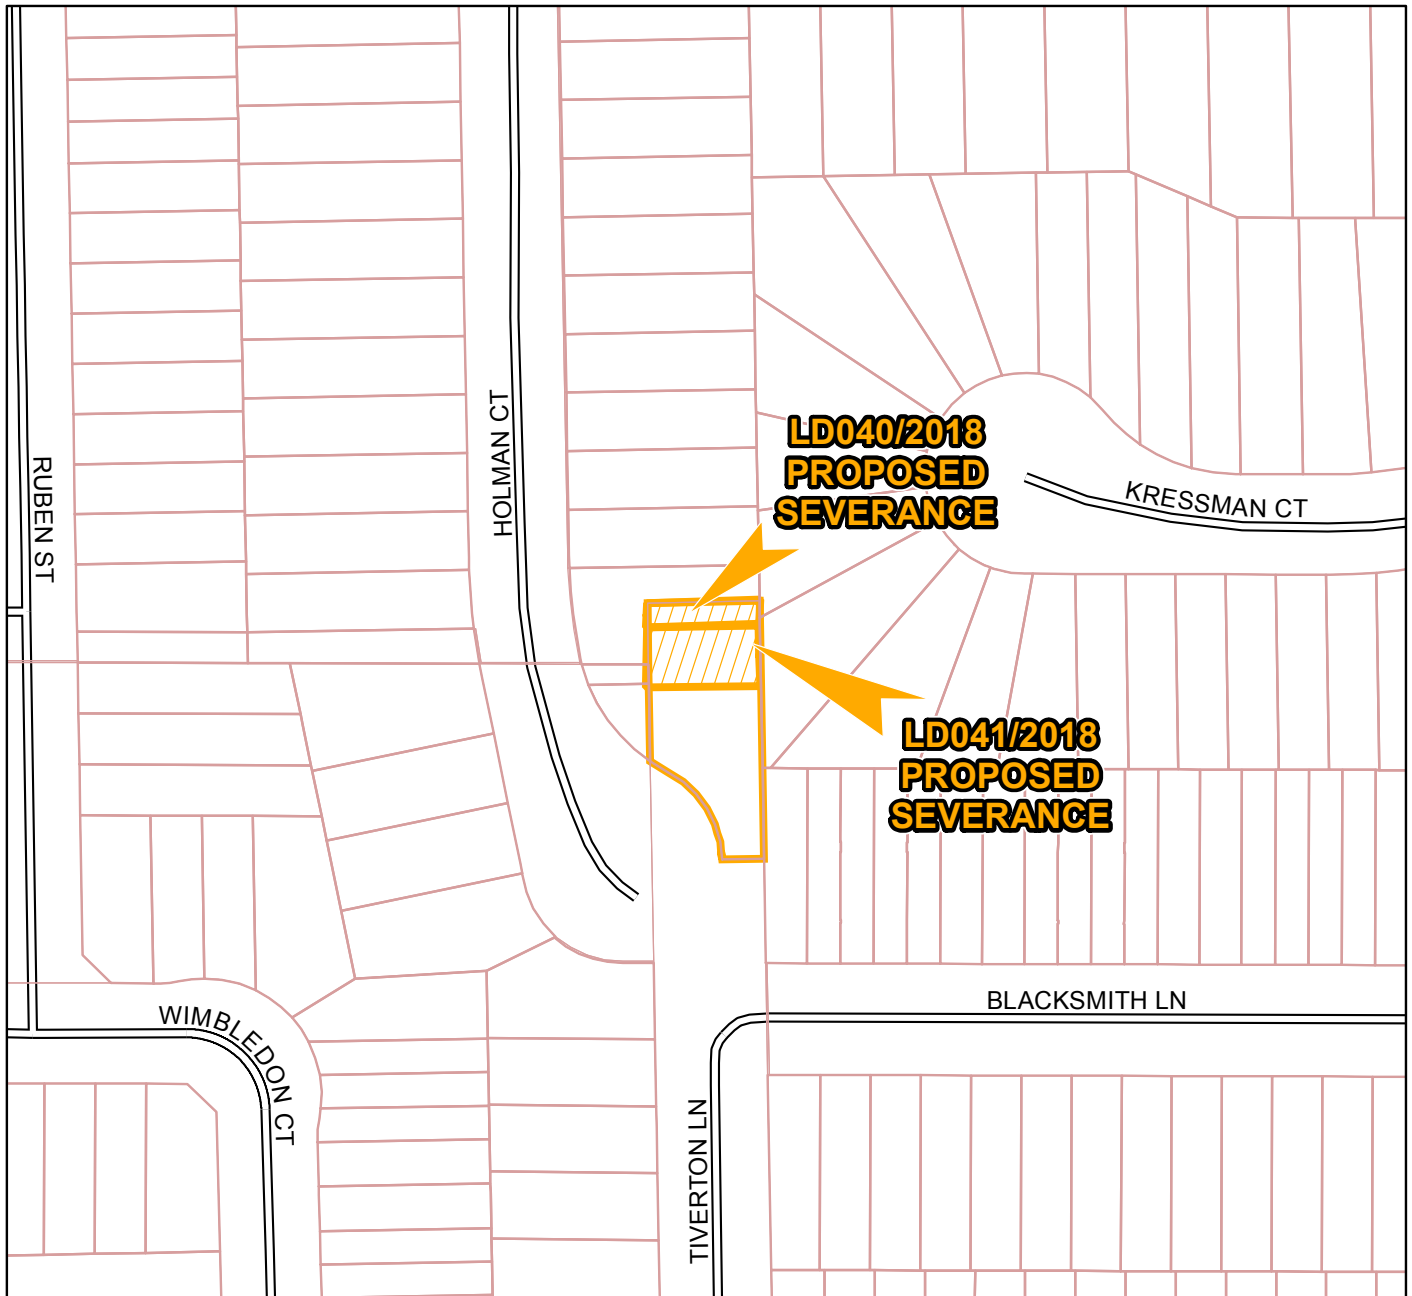 HOLMAN CT
LD040/2018
PROPOSED
SEVERANCE
RUBEN ST
KRESSMAN CT
LD041/2018
PROPOSED
SEVERANCE
BLACKSMITH LN
WIMBLEDON CT
TIVERTON LN